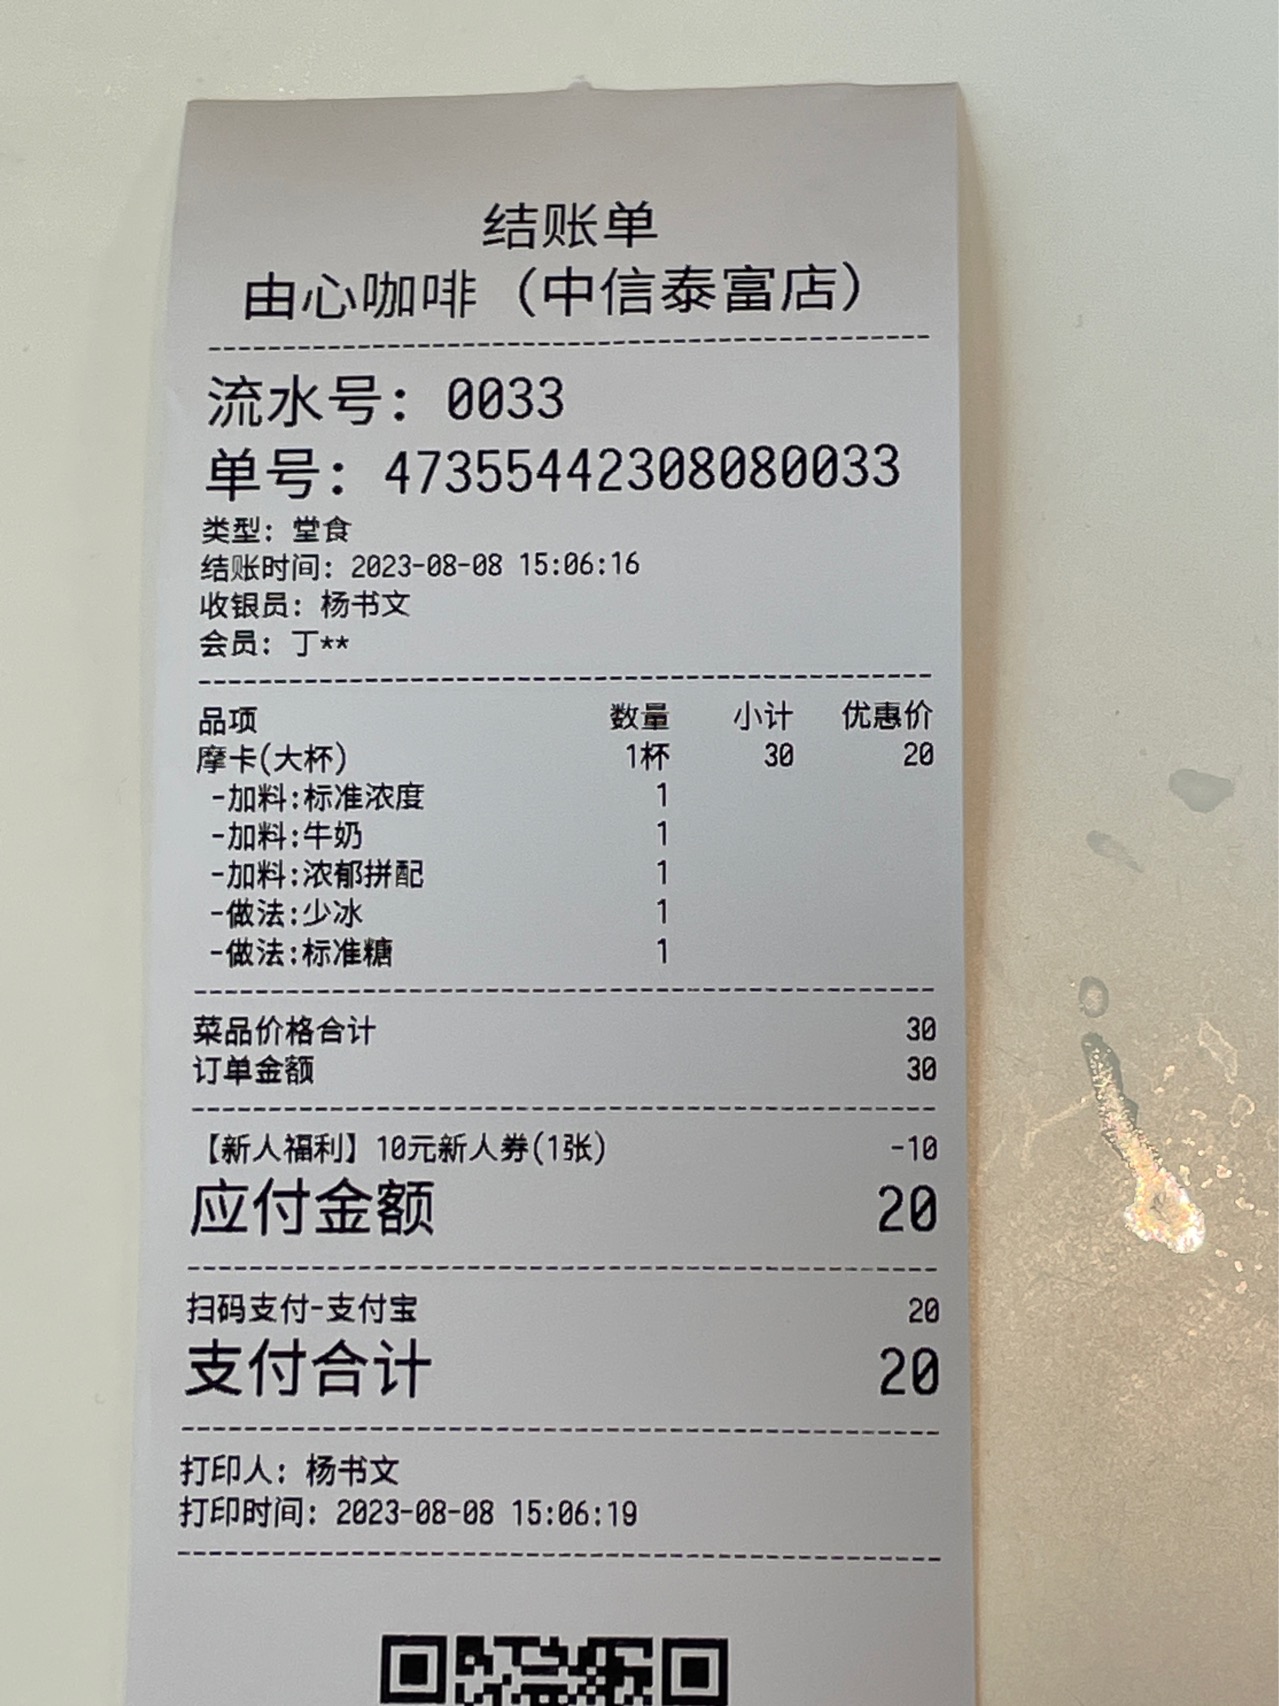 结账单
由心咖啡（中信泰富店）
流水号：0033
单号：47355442308080033
类型：堂食
结账时间：2023-08-08 15:06:16
收银员：杨书文
会员：丁**
品项 数量 小计 优惠价
摩卡(大杯) 1杯 30 20
-加料:标准浓度 1
-加料:牛奶 1
-加料:浓郁拼配 1
-做法:少冰 1
-做法:标准糖 1
菜品价格合计 30
订单金额 30
【新人福利】10元新人券(1张) -10
应付金额 20
扫码支付-支付宝 20
支付合计 20
打印人：杨书文
打印时间：2023-08-08 15:06:19